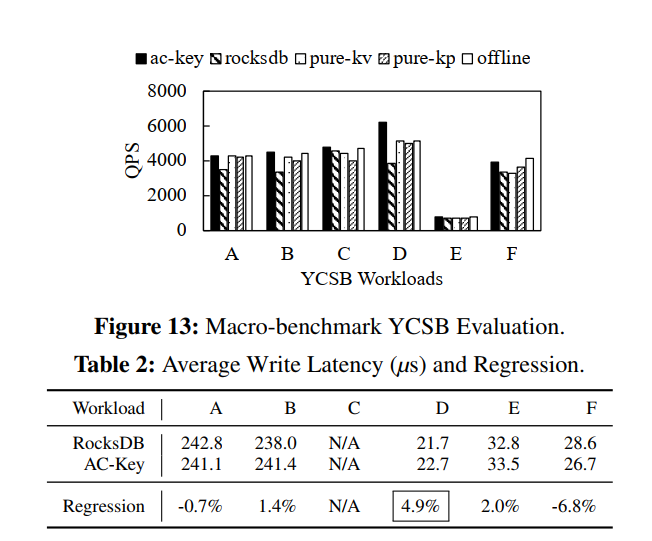 ac-key rocksdb pure-kv pure-kp offline
8000
6000
4000
2000
0
QPS
A B C D E F
YCSB Workloads
Figure 13: Macro-benchmark YCSB Evaluation.
Table 2: Average Write Latency (μs) and Regression.
Workload A B C D E F
RocksDB 242.8 238.0 N/A 21.7 32.8 28.6
AC-Key 241.1 241.4 N/A 22.7 33.5 26.7
Regression -0.7% 1.4% N/A 4.9% 2.0% -6.8%